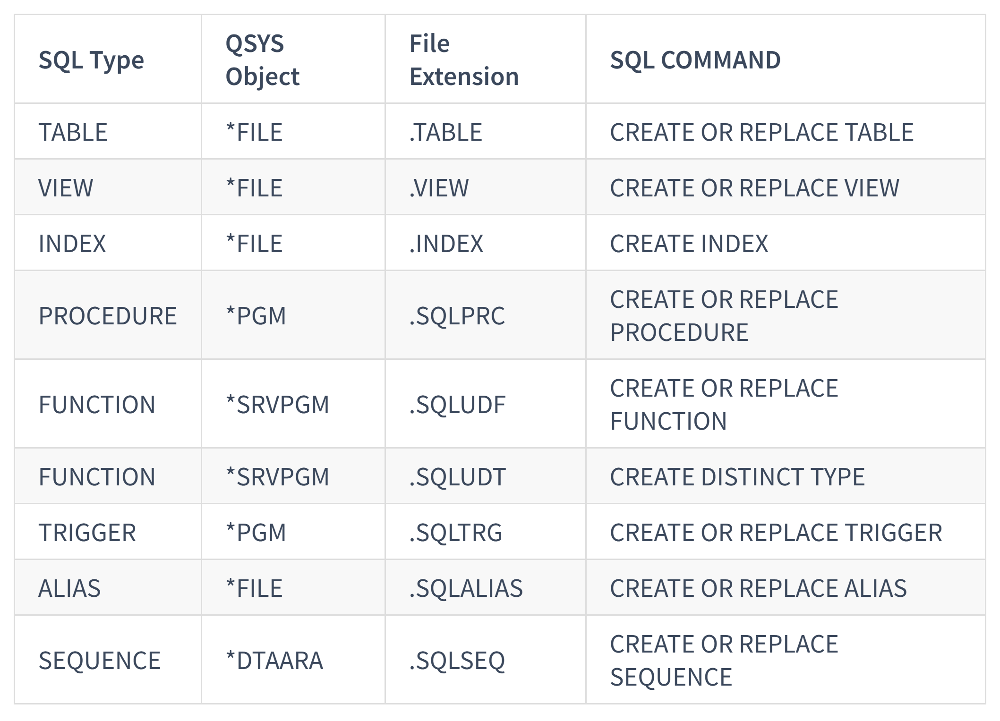 SQL Type
QSYS
Object
File
Extension
SQL COMMAND
TABLE
*FILE
.TABLE
CREATE OR REPLACE TABLE
VIEW
*FILE
.VIEW
CREATE OR REPLACE VIEW
INDEX
*FILE
.INDEX
CREATE INDEX
PROCEDURE
*PGM
.SQLPRC
CREATE OR REPLACE
PROCEDURE
FUNCTION
*SRVPGM
.SQLUDF
CREATE OR REPLACE
FUNCTION
FUNCTION
*SRVPGM
.SQLUDT
CREATE DISTINCT TYPE
TRIGGER
*PGM
.SQLTRG
CREATE OR REPLACE TRIGGER
ALIAS
*FILE
.SQLALIAS
CREATE OR REPLACE ALIAS
SEQUENCE
*DTAARA
.SQLSEQ
CREATE OR REPLACE
SEQUENCE